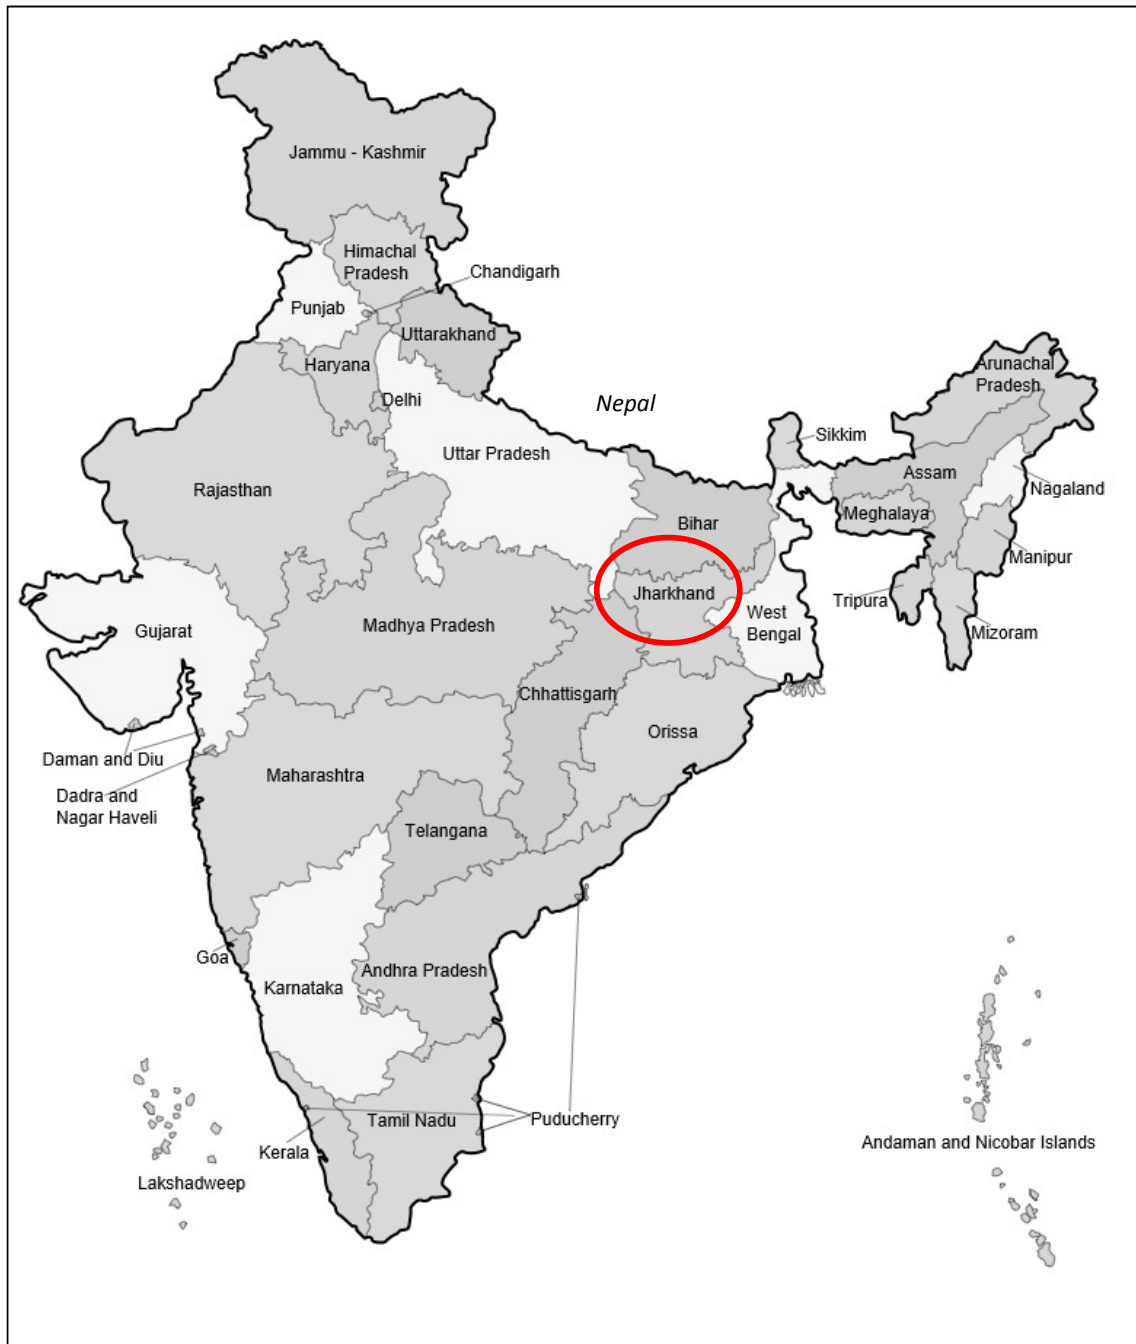 Jammu - Kashmir
Himachal
Pradesh
Chandigarh
Punjab
Uttarakhand
Haryana
Delhi
Nepal
Arunachal
Pradesh
Sikkim
Uttar Pradesh
Assam
Rajasthan
Nagaland
Meghalaya
Bihar
Manipur
Jharkhand
Tripura
West
Bengal
Gujarat
Madhya Pradesh
Mizoram
Chhattisgarh
Orissa
Daman and Diu
Maharashtra
Dadra and
Nagar Haveli
Telangana
Goa
Andhra Pradesh
Karnataka
Tamil Nadu
Puducherry
Kerala
Andaman and Nicobar Islands
Lakshadweep